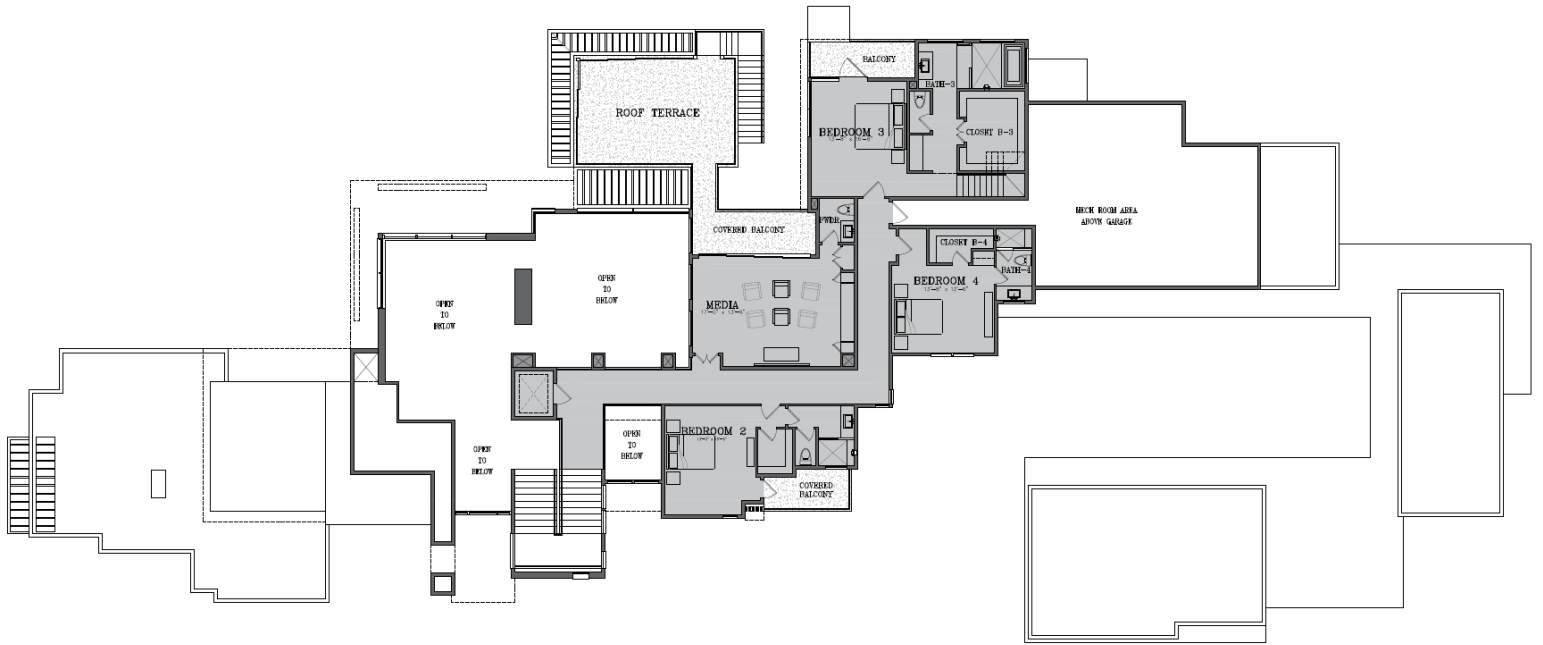 BALCONY
BATH-3
ROOF TERRACE
BEDROOM 3
CLOSET B-3
MECH ROOM AREA
ABOVE GARAGE
PWDR
COVERED BALCONY
CLOSET B-4
BATH-4
OPEN
TO
BELOW
BEDROOM 4
OPEN
TO
BELOW
MEDIA
BEDROOM 2
OPEN
TO
BELOW
OPEN
TO
BELOW
COVERED
BALCONY